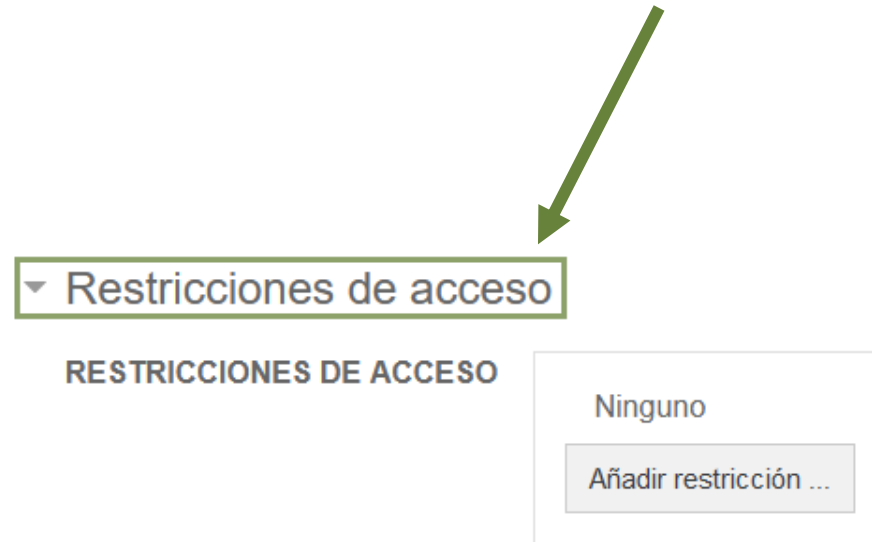 Restricciones de acceso
RESTRICCIONES DE ACCESO
Ninguno
Añadir restricción ...